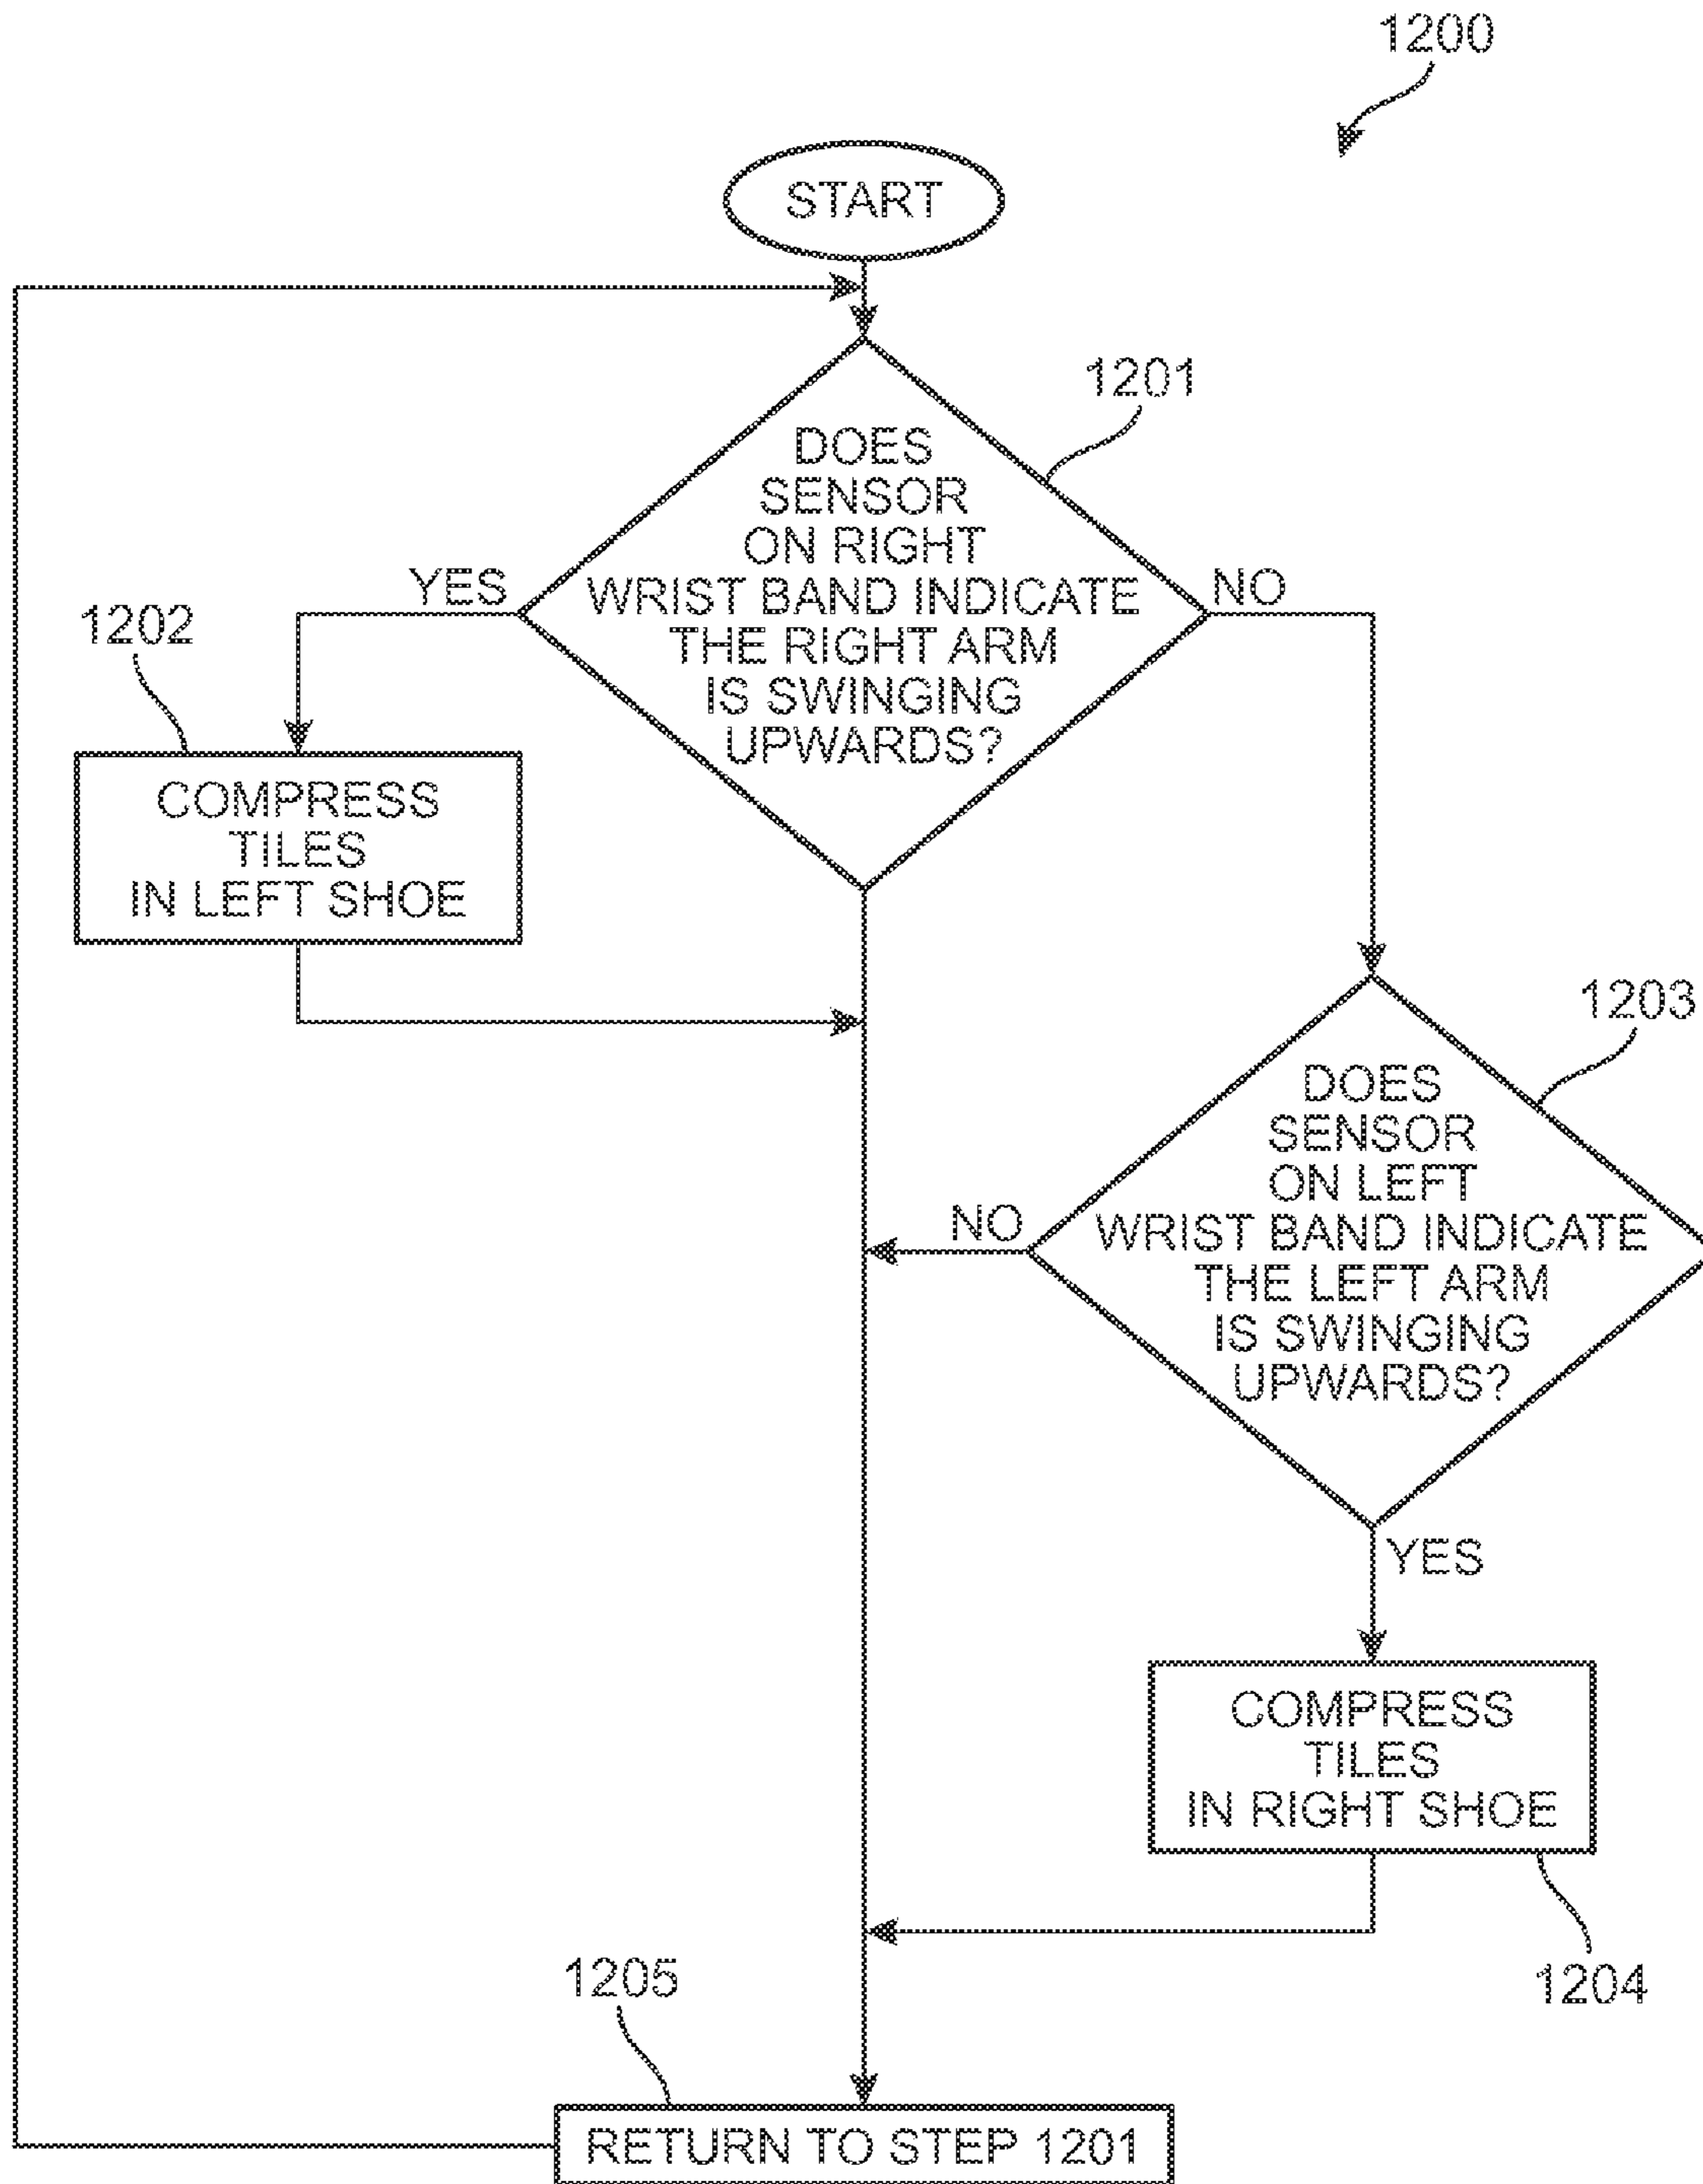 1200
START
1201
DOES
SENSOR
ON RIGHT
WRIST BAND INDICATE
THE RIGHT ARM
IS SWINGING
UPWARDS?
YES
NO
1202
COMPRESS
TILES
IN LEFT SHOE
1203
DOES
SENSOR
ON LEFT
WRIST BAND INDICATE
THE LEFT ARM
IS SWINGING
UPWARDS?
NO
YES
COMPRESS
TILES
IN RIGHT SHOE
1204
1205
RETURN TO STEP 1201